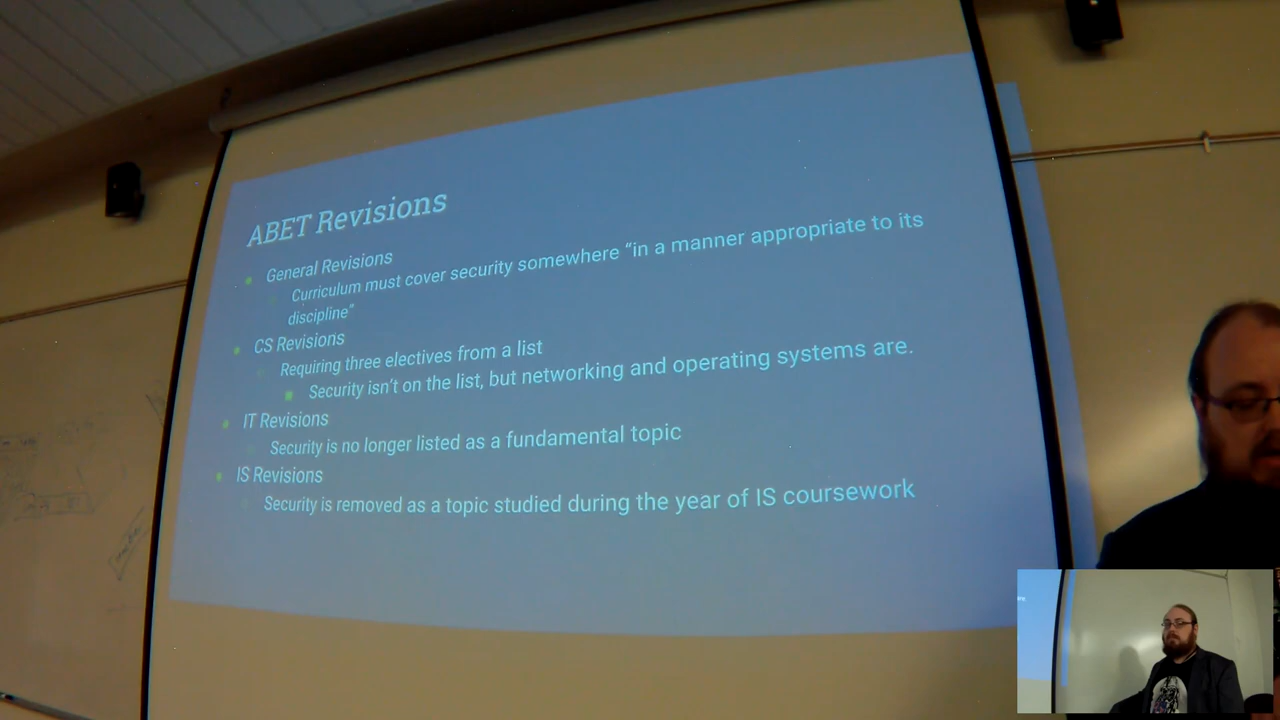 ABET Revisions
General Revisions
Curriculum must cover security somewhere “in a manner appropriate to its
discipline”
CS Revisions
Requiring three electives from a list
Security isn’t on the list, but networking and operating systems are.
IT Revisions
Security is no longer listed as a fundamental topic
IS Revisions
Security is removed as a topic studied during the year of IS coursework